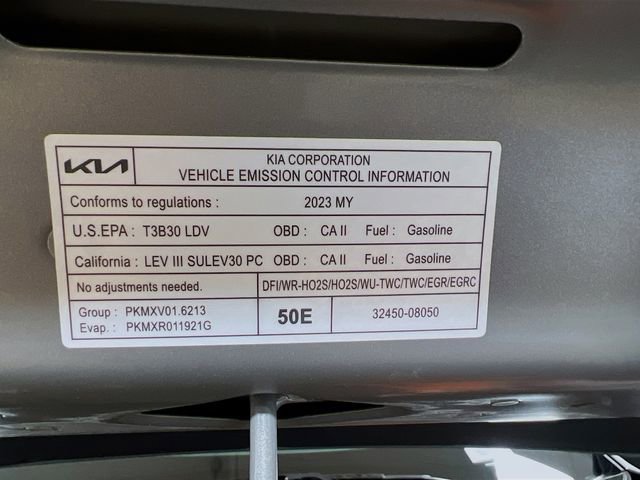 KIA KIA CORPORATION
VEHICLE EMISSION CONTROL INFORMATION
Conforms to regulations : 2023 MY
U.S.EPA : T3B30 LDV OBD : CA II Fuel : Gasoline
California : LEV III SULEV30 PC OBD : CA II Fuel : Gasoline
No adjustments needed. DFI/WR-HO2S/HO2S/WU-TWC/TWC/EGR/EGRC
Group : PKMXV01.6213 50E 32450-08050
Evap. : PKMXR011921G